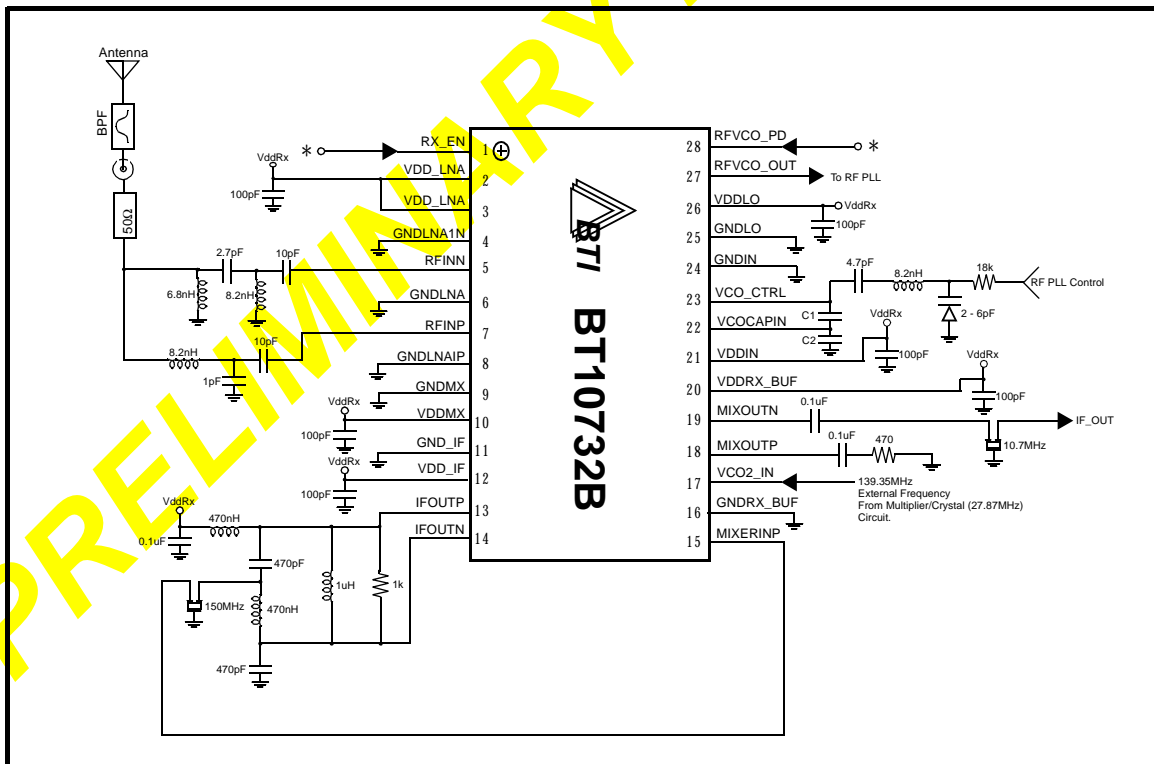 PRELIMINARY
Antenna
BPF
50Ω
*
RX_EN
1
VddRx
VDD_LNA
2
100pF
VDD_LNA
3
GNDLNA1N
4
2.7pF
10pF
RFINN
5
6.8nH
8.2nH
GNDLNA
6
10pF
RFINP
7
8.2nH
1pF
GNDLNAIP
8
GNDMX
9
VddRx
VDDMX
10
100pF
GND_IF
11
VddRx
VDD_IF
12
100pF
VddRx
470nH
IFOUTP
13
0.1uF
IFOUTN
14
470pF
1uH
1k
150MHz
470nH
470pF
BTI
BT10732B
RFVCO_PD
28
*
RFVCO_OUT
27
To RF PLL
VDDLO
26
VddRx
100pF
GNDLO
25
GNDIN
24
4.7pF
8.2nH
18k
RF PLL Control
VCO_CTRL
23
C1
2 - 6pF
VCOCAPIN
22
C2
VddRx
VDDIN
21
100pF
VddRx
VDDRX_BUF
20
100pF
MIXOUTN
19
0.1uF
IF_OUT
10.7MHz
MIXOUTP
18
0.1uF
470
VCO2_IN
17
139.35MHz
External Frequency
From Multiplier/Crystal (27.87MHz)
Circuit.
GNDRX_BUF
16
MIXERINP
15